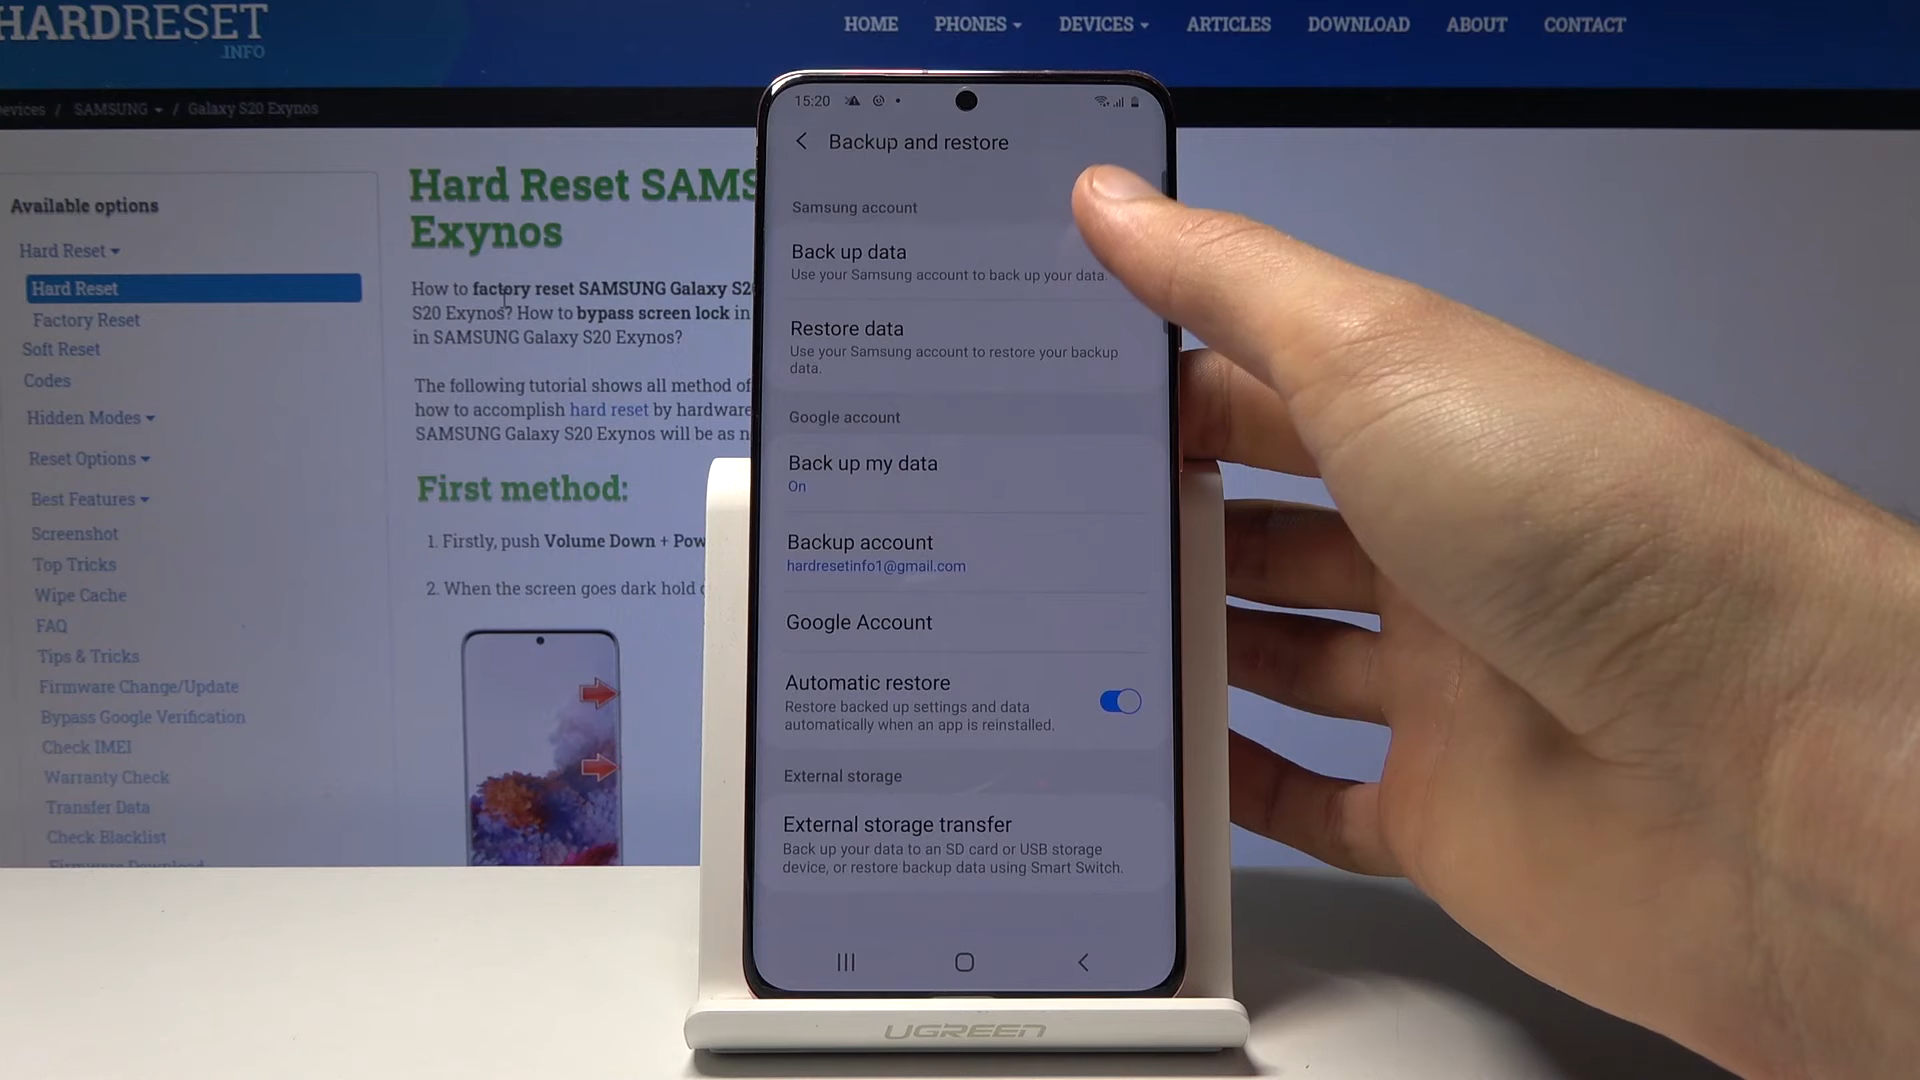 HARDRESET
.INFO
HOME PHONES DEVICES ARTICLES DOWNLOAD ABOUT CONTACT
evices / SAMSUNG / Galaxy S20 Exynos
Available options
Hard Reset
Hard Reset
Factory Reset
Soft Reset
Codes
Hidden Modes
Reset Options
Best Features
Screenshot
Top Tricks
Wipe Cache
FAQ
Tips & Tricks
Firmware Change/Update
Bypass Google Verification
Check IMEI
Warranty Check
Transfer Data
Check Blacklist
Firmware Download
Hard Reset SAMS
Exynos
How to factory reset SAMSUNG Galaxy S20
S20 Exynos? How to bypass screen lock in
in SAMSUNG Galaxy S20 Exynos?
The following tutorial shows all method of
how to accomplish hard reset by hardware
SAMSUNG Galaxy S20 Exynos will be as n
First method:
1. Firstly, push Volume Down + Pow
2. When the screen goes dark hold
15:20
Backup and restore
Samsung account
Back up data
Use your Samsung account to back up your data.
Restore data
Use your Samsung account to restore your backup
data.
Google account
Back up my data
On
Backup account
hardresetinfo1@gmail.com
Google Account
Automatic restore
Restore backed up settings and data
automatically when an app is reinstalled.
External storage
External storage transfer
Back up your data to an SD card or USB storage
device, or restore backup data using Smart Switch.
UGREEN